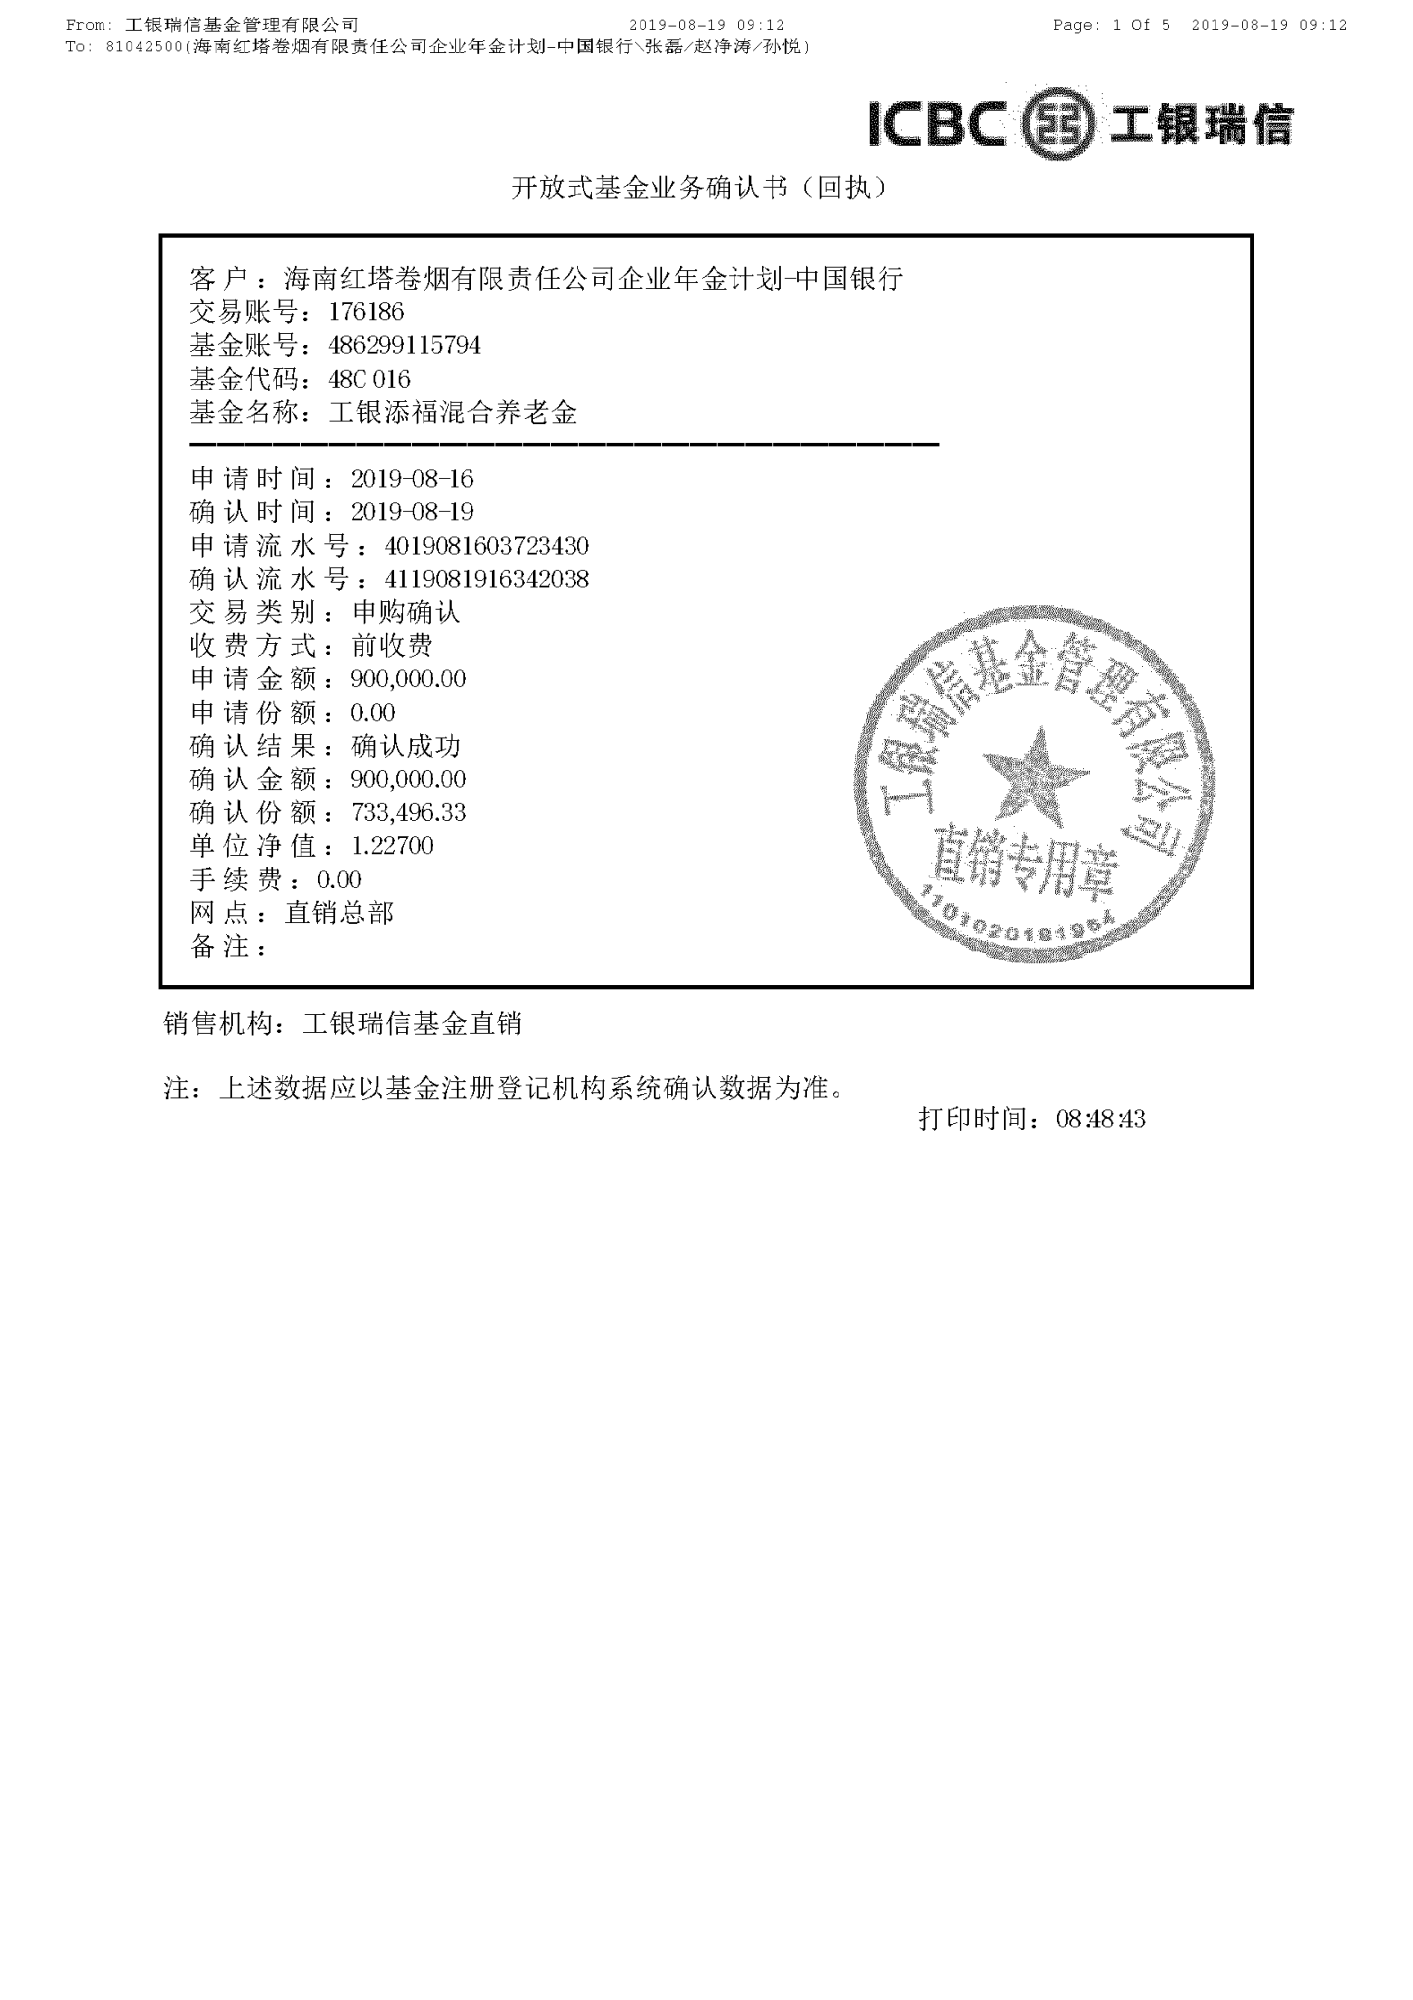 From: 工银瑞信基金管理有限公司 2019-08-19 09:12 Page: 1 Of 5 2019-08-19 09:12
To: 81042500(海南红塔卷烟有限责任公司企业年金计划-中国银行\张磊/赵净涛/孙悦)
ICBC 工银瑞信
开放式基金业务确认书（回执）
客户：海南红塔卷烟有限责任公司企业年金计划-中国银行
交易账号：176186
基金账号：486299115794
基金代码：48C016
基金名称：工银添福混合养老金
申请时间：2019-08-16
确认时间：2019-08-19
申请流水号：4019081603723430
确认流水号：4119081916342038
交易类别：申购确认
收费方式：前收费
申请金额：900,000.00
申请份额：0.00
确认结果：确认成功
确认金额：900,000.00
确认份额：733,496.33
单位净值：1.22700
手续费：0.00
网点：直销总部
备注：
工银瑞信基金管理有限公司
直销专用章
1101020191954
销售机构：工银瑞信基金直销
注：上述数据应以基金注册登记机构系统确认数据为准。
打印时间：08:48:43